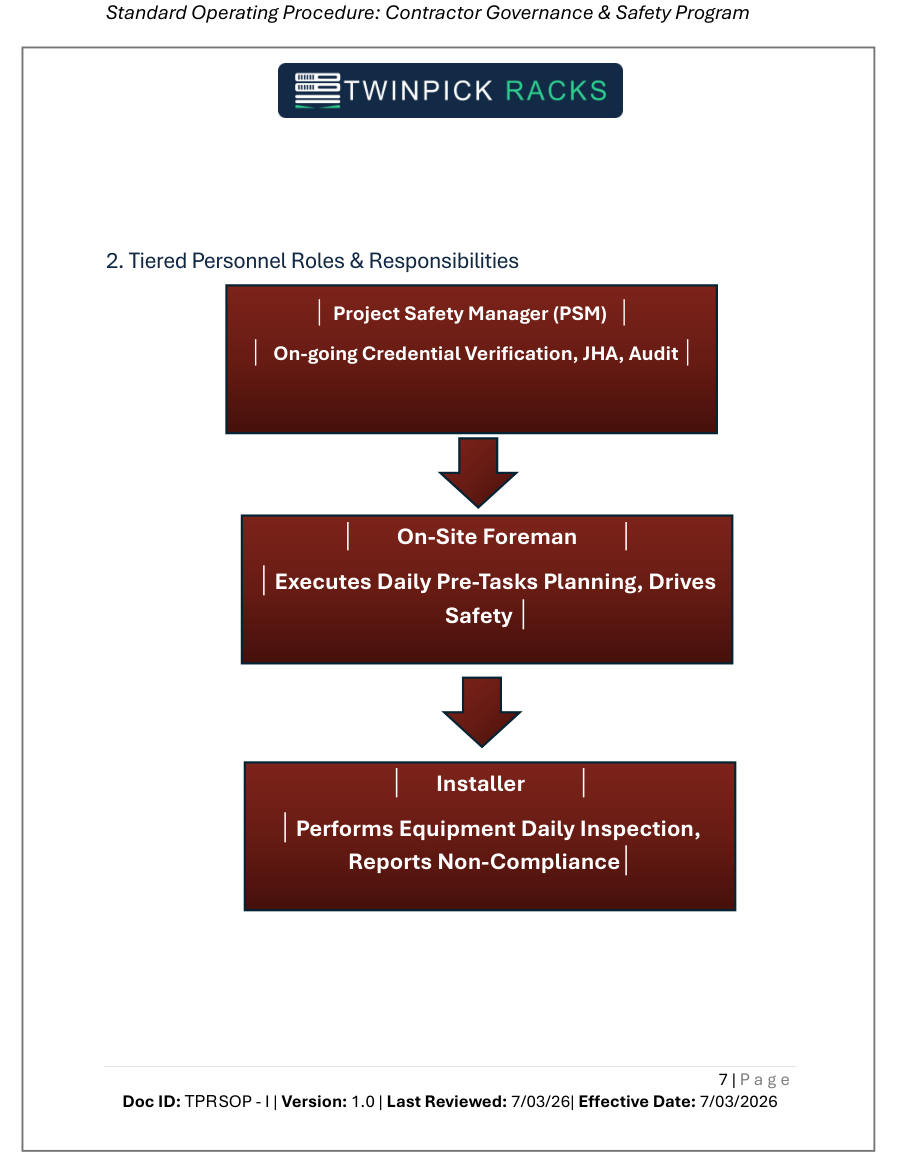 Standard Operating Procedure: Contractor Governance & Safety Program
TWINPICK RACKS
2. Tiered Personnel Roles & Responsibilities
| Project Safety Manager (PSM) |
| On-going Credential Verification, JHA, Audit |
| On-Site Foreman |
| Executes Daily Pre-Tasks Planning, Drives
Safety |
| Installer |
| Performs Equipment Daily Inspection,
Reports Non-Compliance |
7 | Page
Doc ID: TPRSOP - I | Version: 1.0 | Last Reviewed: 7/03/26| Effective Date: 7/03/2026